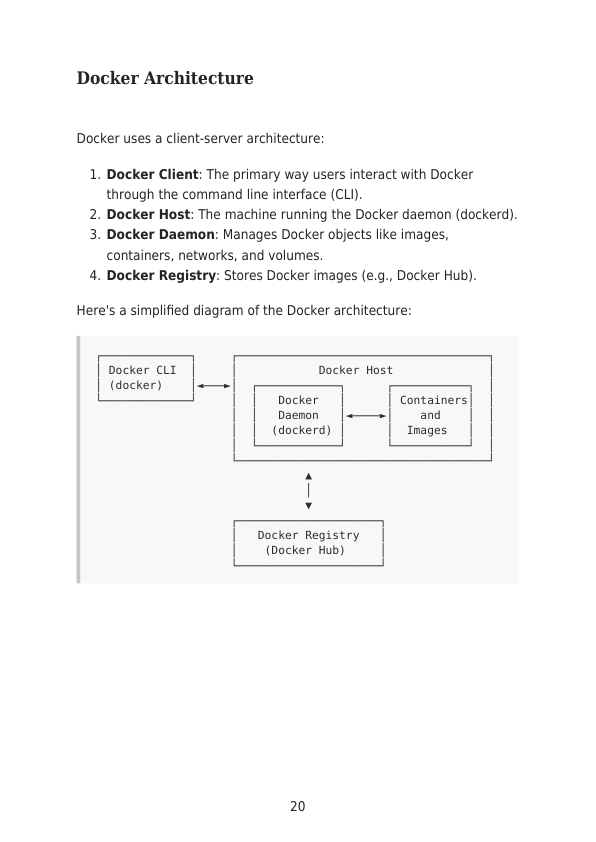 Docker Architecture
Docker uses a client-server architecture:
1. Docker Client: The primary way users interact with Docker
through the command line interface (CLI).
2. Docker Host: The machine running the Docker daemon (dockerd).
3. Docker Daemon: Manages Docker objects like images,
containers, networks, and volumes.
4. Docker Registry: Stores Docker images (e.g., Docker Hub).
Here's a simplified diagram of the Docker architecture:
Docker CLI
(docker)
Docker Host
Docker
Daemon
(dockerd)
Containers
and
Images
Docker Registry
(Docker Hub)
20